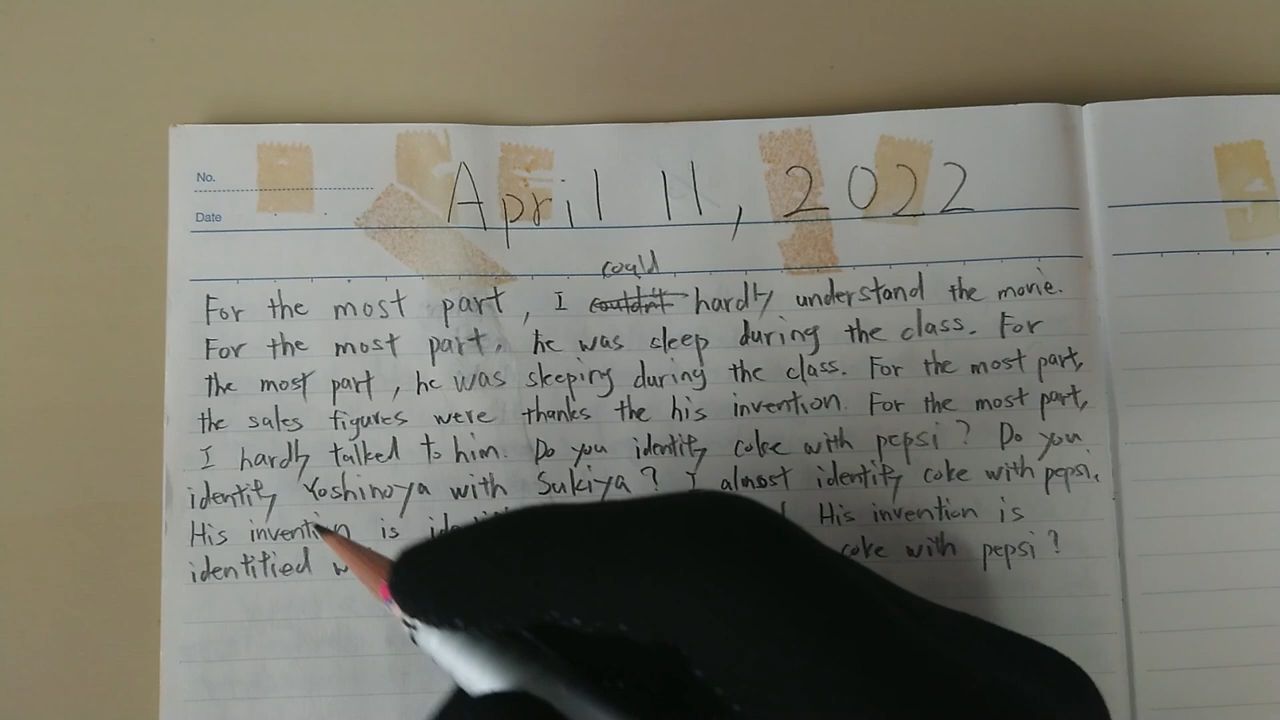 No.
April 11, 2022
Date
could
For the most part, I couldn't hardly understand the movie.
For the most part, he was sleep during the class. For
the most part, he was sleeping during the class. For the most part,
the sales figures were thanks the his invention. For the most part,
I hardly talked to him. Do you identify coke with pepsi? Do you
identify Yoshinoya with Sukiya? I almost identify coke with pepsi.
His invention is His invention is
identified coke with pepsi?